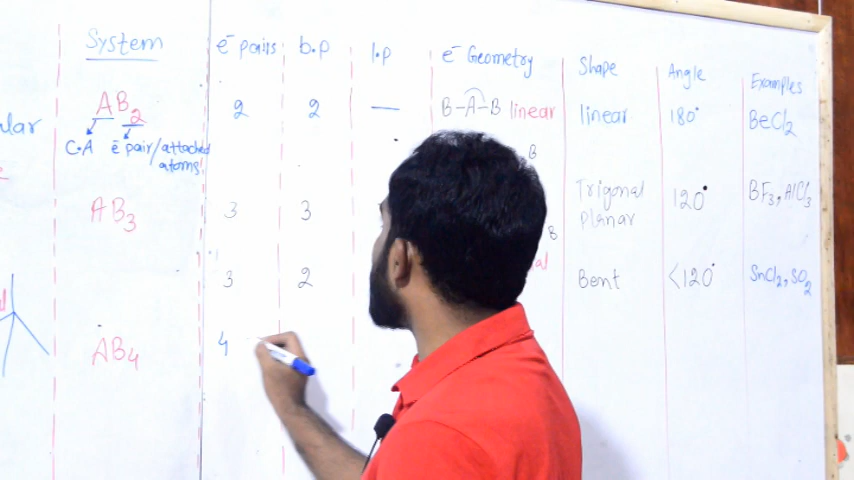 System e⁻ pairs b.p l.p e⁻ Geometry Shape Angle Examples
AB₂ 2 2 — B-A-B linear linear 180° BeCl₂
C.A e⁻ pair/attached
atoms
B
AB₃ 3 3 Trigonal 120° BF₃, AlCl₃
Planar
B
3 2 Bent <120° SnCl₂, SO₂
AB₄ 4